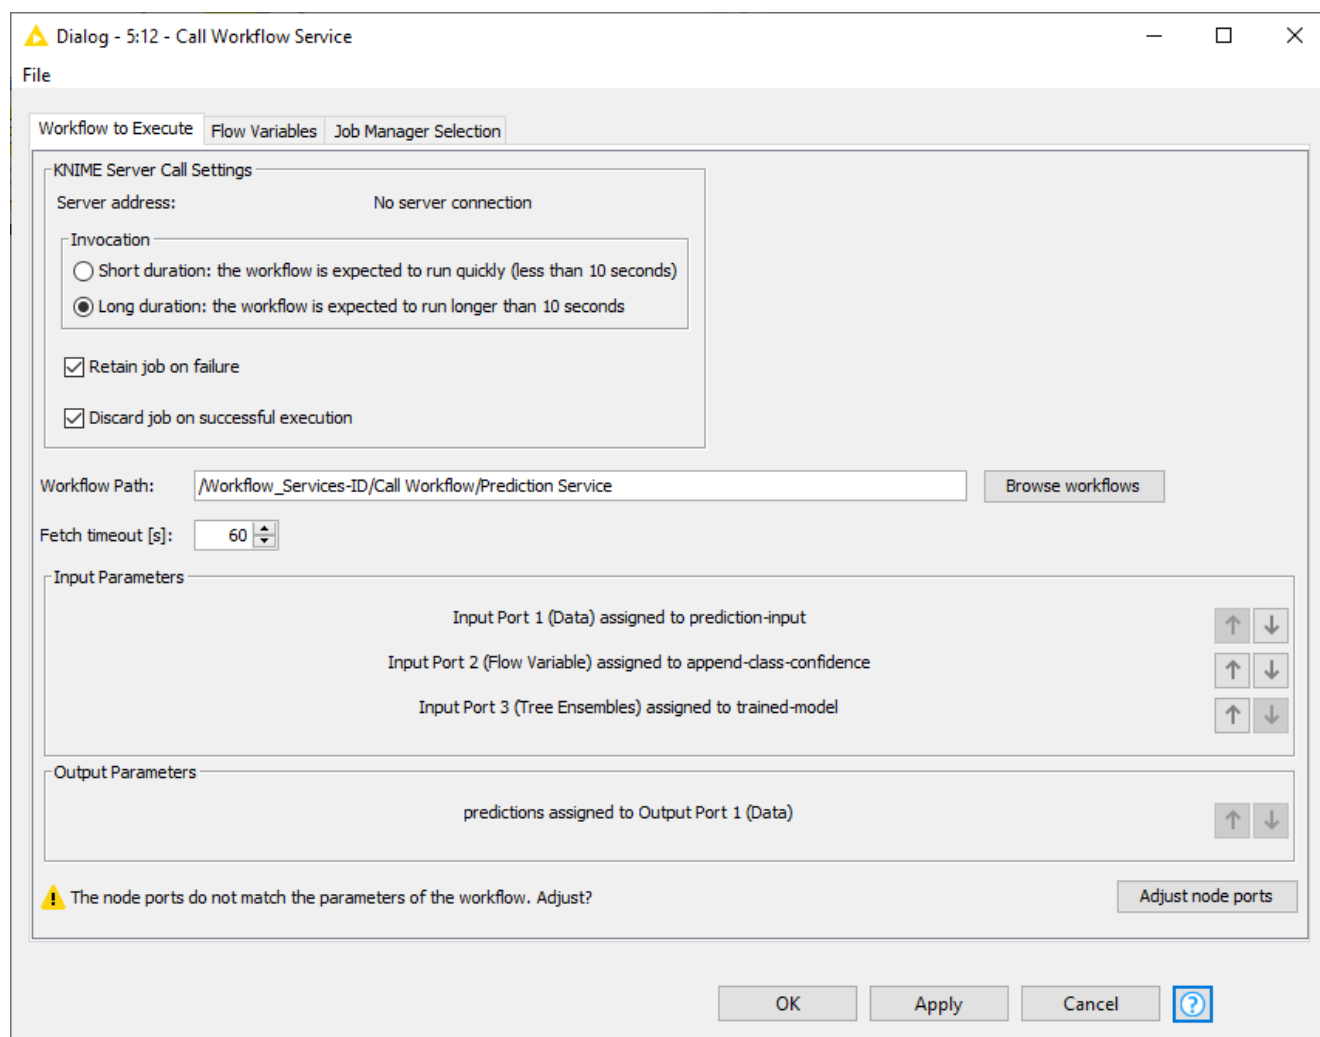 Dialog - 5:12 - Call Workflow Service
File
Workflow to Execute Flow Variables Job Manager Selection
KNIME Server Call Settings
Server address: No server connection
Invocation
Short duration: the workflow is expected to run quickly (less than 10 seconds)
Long duration: the workflow is expected to run longer than 10 seconds
Retain job on failure
Discard job on successful execution
Workflow Path: /Workflow_Services-ID/Call Workflow/Prediction Service Browse workflows
Fetch timeout [s]: 60
Input Parameters
Input Port 1 (Data) assigned to prediction-input
Input Port 2 (Flow Variable) assigned to append-class-confidence
Input Port 3 (Tree Ensembles) assigned to trained-model
Output Parameters
predictions assigned to Output Port 1 (Data)
The node ports do not match the parameters of the workflow. Adjust? Adjust node ports
OK Apply Cancel ?